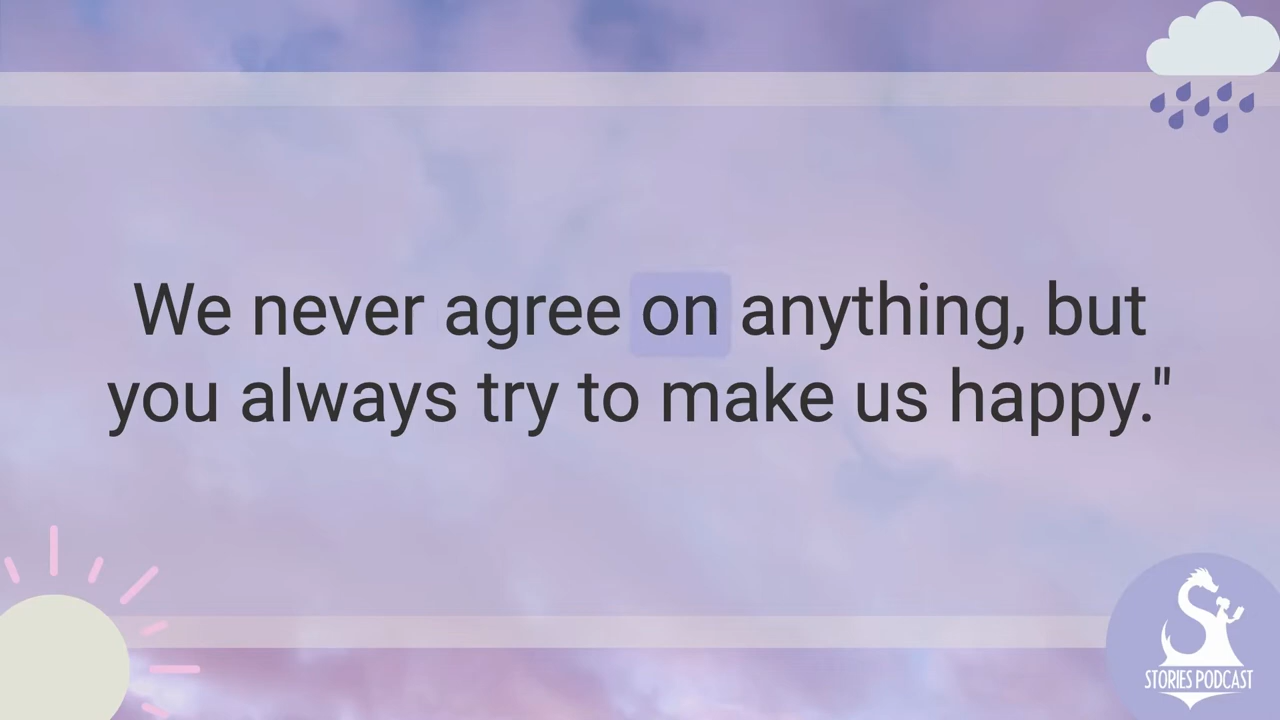 We never agree on anything, but
you always try to make us happy."
STORIES PODCAST